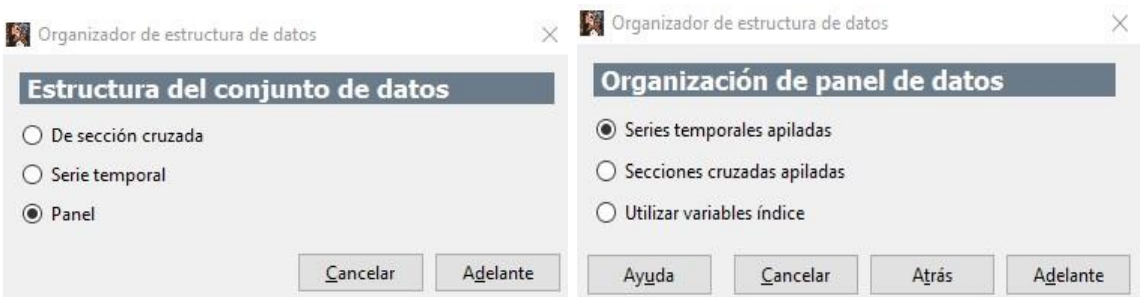 Organizador de estructura de datos
Estructura del conjunto de datos
De sección cruzada
Serie temporal
Panel
Cancelar
Adelante
Organizador de estructura de datos
Organización de panel de datos
Series temporales apiladas
Secciones cruzadas apiladas
Utilizar variables índice
Ayuda
Cancelar
Atrás
Adelante